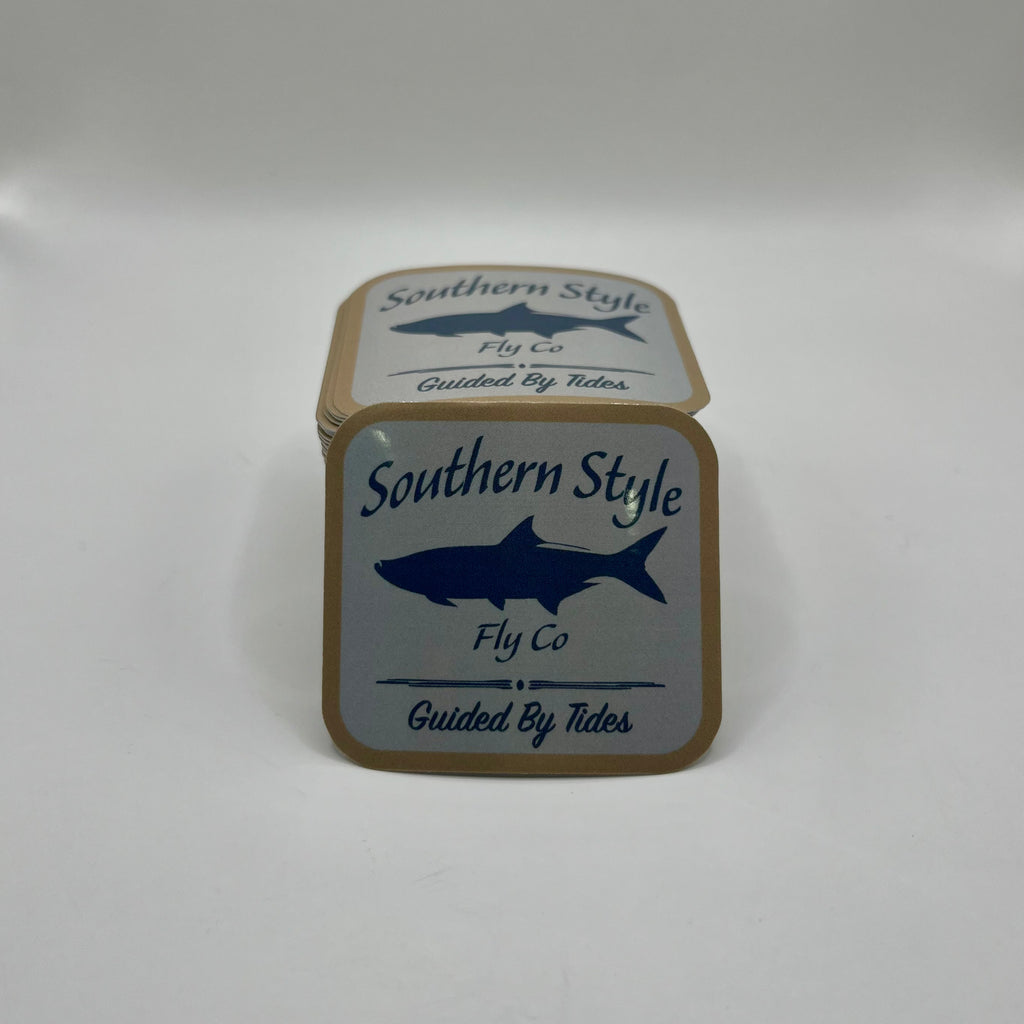 Southern Style
Fly Co
Guided By Tides
Southern Style
Fly Co
Guided By Tides